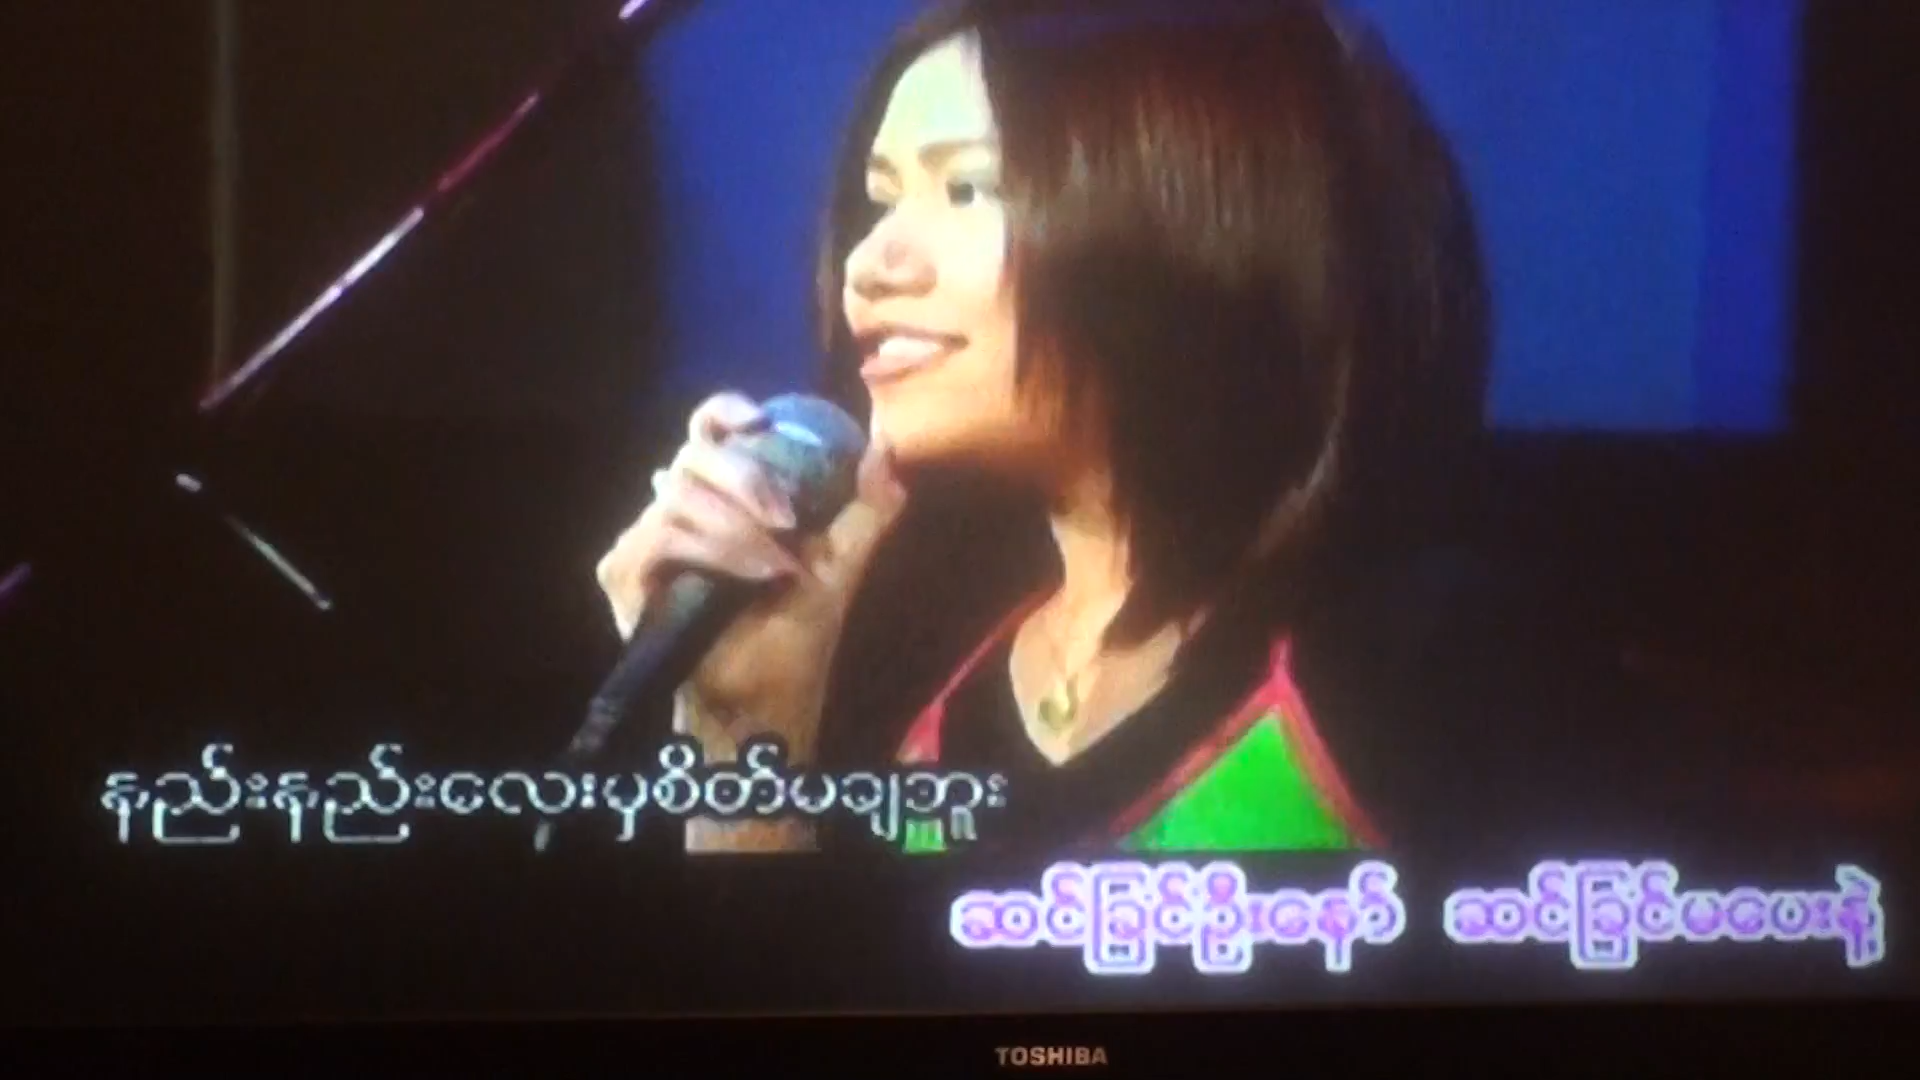 နည်းနည်းလေးမှစိတ်မချဘူး
ဆင်ခြင်ဦးနော် ဆင်ခြင်မပေးနဲ့
TOSHIBA